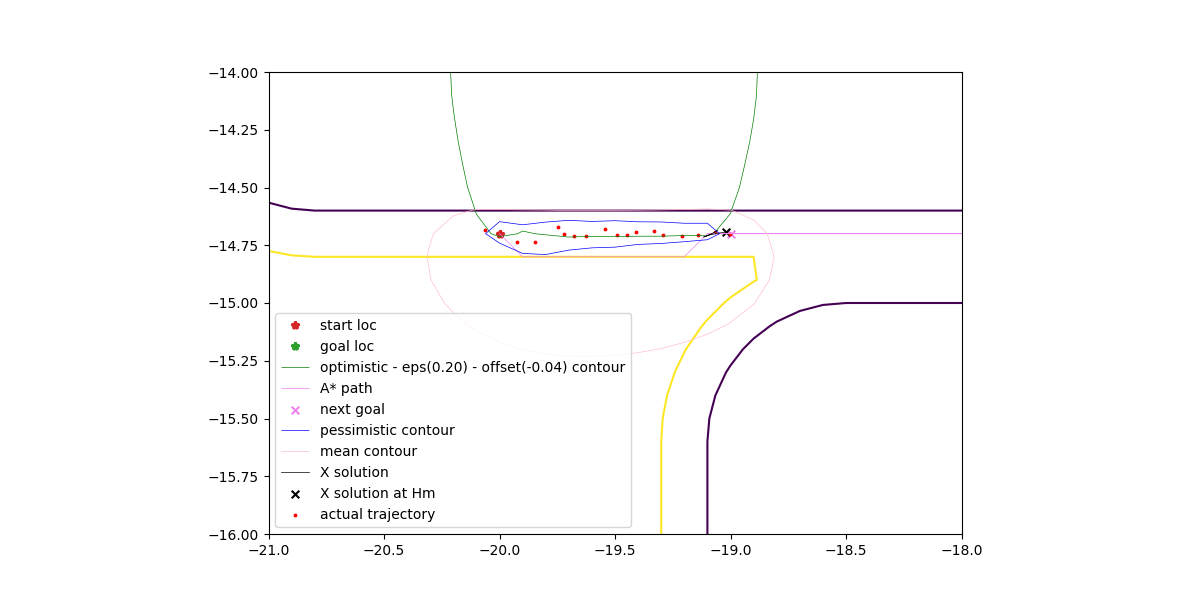 −14.00
−14.25
−14.50
−14.75
−15.00
−15.25
−15.50
−15.75
−16.00
start loc
goal loc
optimistic - eps(0.20) - offset(-0.04) contour
A* path
next goal
pessimistic contour
mean contour
X solution
X solution at Hm
actual trajectory
−21.0 −20.5 −20.0 −19.5 −19.0 −18.5 −18.0